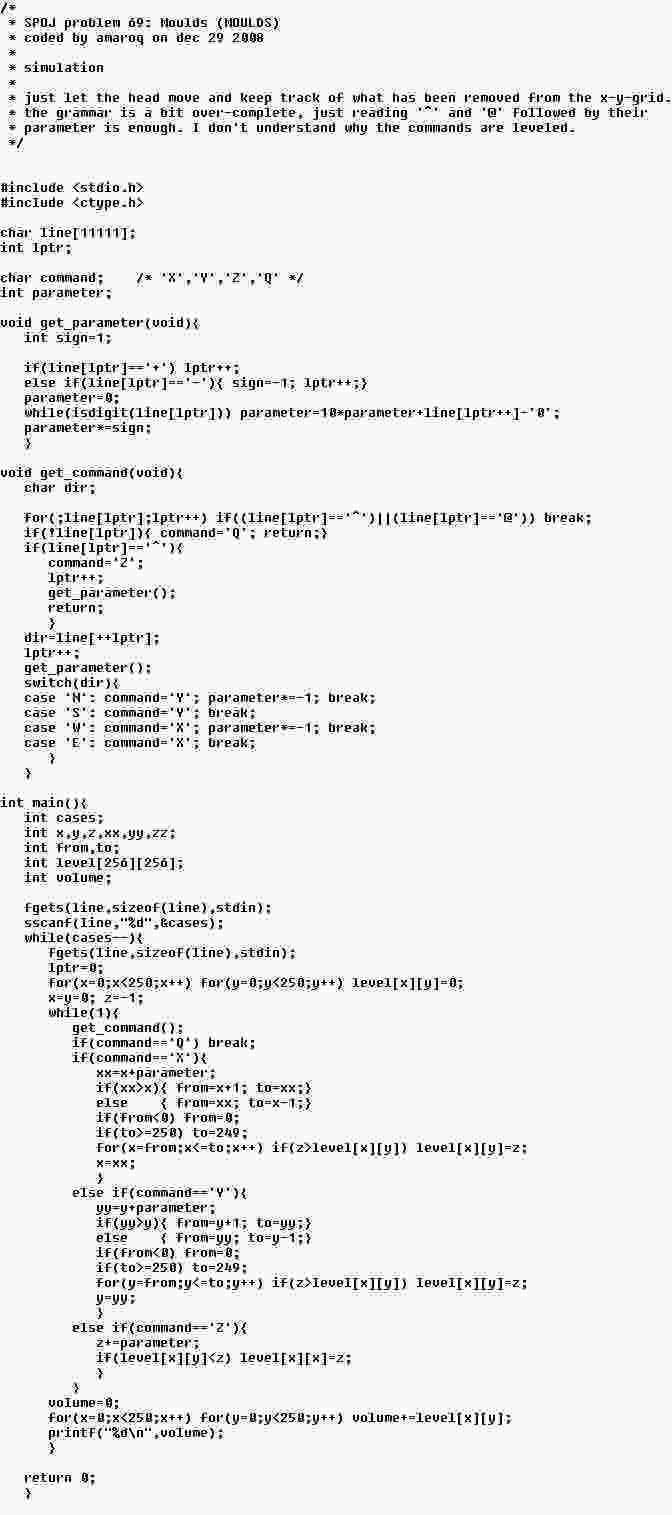 /*
 * SPOJ problem 69: Moulds (MOULDS)
 * coded by amaroq on dec 29 2008
 *
 * simulation
 *
 * just let the head move and keep track of what has been removed from the x-y-grid.
 * the grammar is a bit over-complete, just reading '^' and '@' followed by their
 * parameter is enough. I don't understand why the commands are leveled.
 */

#include <stdio.h>
#include <ctype.h>

char line[11111];
int lptr;

char command;    /* 'X','Y','Z','Q' */
int parameter;

void get_parameter(void){
   int sign=1;

   if(line[lptr]=='+') lptr++;
   else if(line[lptr]=='-'){ sign=-1; lptr++;}
   parameter=0;
   while(isdigit(line[lptr])) parameter=10*parameter+line[lptr++]-'0';
   parameter*=sign;
   }

void get_command(void){
   char dir;

   for(;line[lptr];lptr++) if((line[lptr]=='^')||(line[lptr]=='@')) break;
   if(!line[lptr]){ command='Q'; return;}
   if(line[lptr]=='^'){
      command='Z';
      lptr++;
      get_parameter();
      return;
      }
   dir=line[++lptr];
   lptr++;
   get_parameter();
   switch(dir){
   case 'N': command='Y'; parameter*=-1; break;
   case 'S': command='Y'; break;
   case 'W': command='X'; parameter*=-1; break;
   case 'E': command='X'; break;
      }
   }

int main(){
   int cases;
   int x,y,z,xx,yy,zz;
   int from,to;
   int level[256][256];
   int volume;

   fgets(line,sizeof(line),stdin);
   sscanf(line,"%d",&cases);
   while(cases--){
      fgets(line,sizeof(line),stdin);
      lptr=0;
      for(x=0;x<250;x++) for(y=0;y<250;y++) level[x][y]=0;
      x=y=0; z=-1;
      while(1){
         get_command();
         if(command=='Q') break;
         if(command=='X'){
            xx=x+parameter;
            if(xx>x){ from=x+1; to=xx;}
            else    { from=xx; to=x-1;}
            if(from<0) from=0;
            if(to>=250) to=249;
            for(x=from;x<=to;x++) if(z>level[x][y]) level[x][y]=z;
            x=xx;
            }
         else if(command=='Y'){
            yy=y+parameter;
            if(yy>y){ from=y+1; to=yy;}
            else    { from=yy; to=y-1;}
            if(from<0) from=0;
            if(to>=250) to=249;
            for(y=from;y<=to;y++) if(z>level[x][y]) level[x][y]=z;
            y=yy;
            }
         else if(command=='Z'){
            z+=parameter;
            if(level[x][y]<z) level[x][x]=z;
            }
         }
      volume=0;
      for(x=0;x<250;x++) for(y=0;y<250;y++) volume+=level[x][y];
      printf("%d\n",volume);
      }

   return 0;
   }